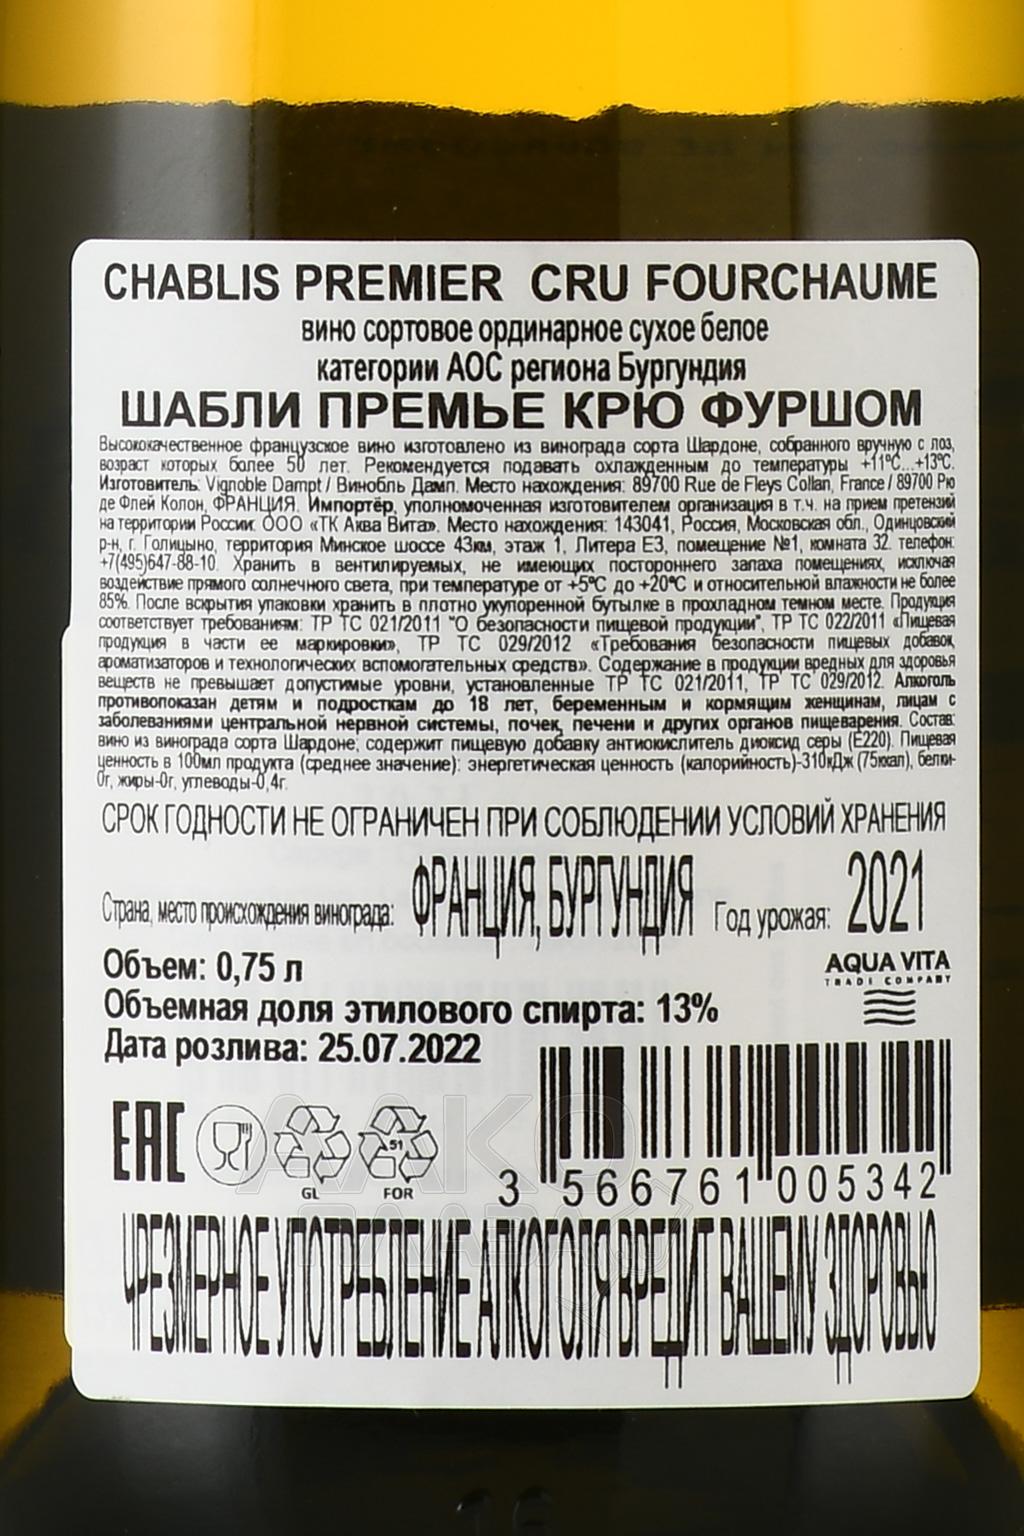 CHABLIS PREMIER CRU FOURCHAUME
вино сортовое ординарное сухое белое
категории АОС региона Бургундия
ШАБЛИ ПРЕМЬЕ КРЮ ФУРШОМ
Высококачественное французское вино изготовлено из винограда сорта Шардоне, собранного вручную с лоз,
возраст которых более 50 лет. Рекомендуется подавать охлажденным до температуры +11°С...+13°С.
Изготовитель: Vignoble Dampt / Винобль Дамп. Место нахождения: 89700 Rue de Fleys Collan, France / 89700 Рю
де Флей Колон, ФРАНЦИЯ. Импортёр, уполномоченная изготовителем организация в т.ч. на прием претензий
на территории России: ООО «ТК Аква Вита». Место нахождения: 143041, Россия, Московская обл., Одинцовский
р-н, г. Голицыно, территория Минское шоссе 43км, этаж 1, Литера Е3, помещение №1, комната 32. телефон:
+7(495)647-88-10. Хранить в вентилируемых, не имеющих постороннего запаха помещениях, исключая
воздействие прямого солнечного света, при температуре от +5°С до +20°С и относительной влажности не более
85%. После вскрытия упаковки хранить в плотно укупоренной бутылке в прохладном темном месте. Продукция
соответствует требованиям: ТР ТС 021/2011 "О безопасности пищевой продукции", ТР ТС 022/2011 «Пищевая
продукция в части ее маркировки», ТР ТС 029/2012 «Требования безопасности пищевых добавок,
ароматизаторов и технологических вспомогательных средств». Содержание в продукции вредных для здоровья
веществ не превышает допустимые уровни, установленные ТР ТС 021/2011, ТР ТС 029/2012. Алкоголь
противопоказан детям и подросткам до 18 лет, беременным и кормящим женщинам, лицам с
заболеваниями центральной нервной системы, почек, печени и других органов пищеварения. Состав:
вино из винограда сорта Шардоне; содержит пищевую добавку антиокислитель диоксид серы (Е220). Пищевая
ценность в 100мл продукта (среднее значение): энергетическая ценность (калорийность)-310кДж (75ккал), белки-
0г, жиры-0г, углеводы-0,4г.
СРОК ГОДНОСТИ НЕ ОГРАНИЧЕН ПРИ СОБЛЮДЕНИИ УСЛОВИЙ ХРАНЕНИЯ
Страна, место происхождения винограда: ФРАНЦИЯ, БУРГУНДИЯ Год урожая: 2021
Объем: 0,75 л
AQUA VITA
TRADE COMPANY
Объемная доля этилового спирта: 13%
Дата розлива: 25.07.2022
EAC
GL
51
FOR
3 566761 005342
АЛКО
ПЛАЗА
ЧРЕЗМЕРНОЕ УПОТРЕБЛЕНИЕ АЛКОГОЛЯ ВРЕДИТ ВАШЕМУ ЗДОРОВЬЮ